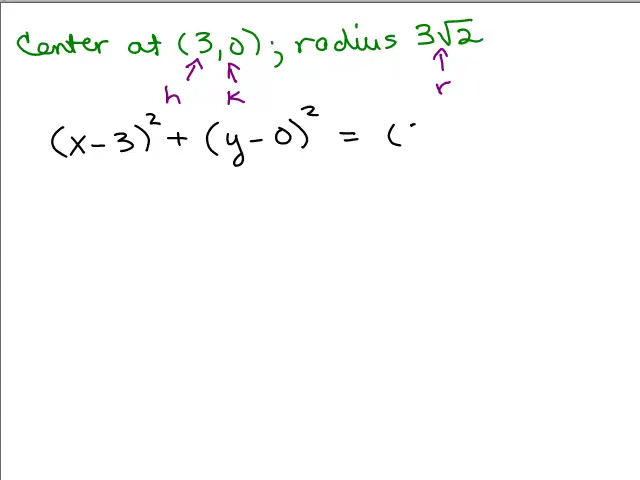 Center at (3,0); radius 3√2
h k r
(x-3)² + (y-0)² = (